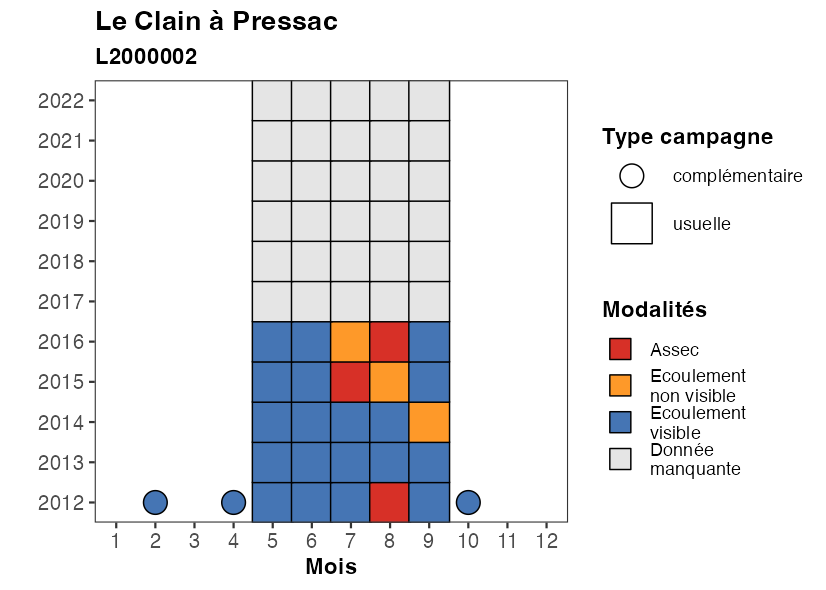 Le Clain à Pressac
L2000002
2022
2021
2020
2019
2018
2017
2016
2015
2014
2013
2012
1 2 3 4 5 6 7 8 9 10 11 12
Mois
Type campagne
complémentaire
usuelle
Modalités
Assec
Ecoulement
non visible
Ecoulement
visible
Donnée
manquante